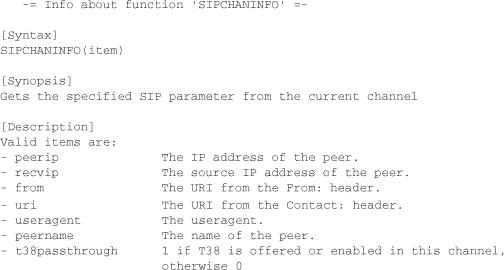 -= Info about function 'SIPCHANINFO' =-
[Syntax]
SIPCHANINFO(item)
[Synopsis]
Gets the specified SIP parameter from the current channel
[Description]
Valid items are:
- peerip The IP address of the peer.
- recvip The source IP address of the peer.
- from The URI from the From: header.
- uri The URI from the Contact: header.
- useragent The useragent.
- peername The name of the peer.
- t38passthrough 1 if T38 is offered or enabled in this channel,
otherwise 0